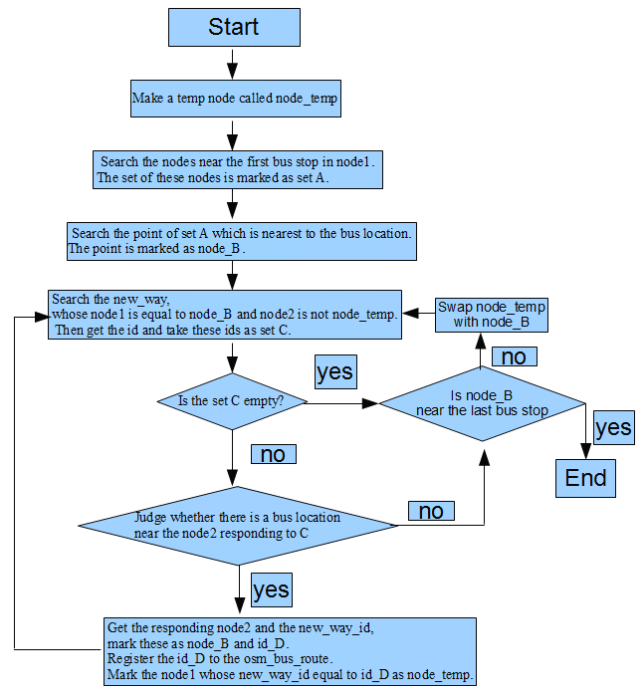 Start
Make a temp node called node_temp
Search the nodes near the first bus stop in node1.
The set of these nodes is marked as set A.
Search the point of set A which is nearest to the bus location.
The point is marked as node_B.
Search the new_way,
whose node1 is equal to node_B and node2 is not node_temp.
Then get the id and take these ids as set C.
Swap node_temp
with node_B
no
yes
Is the set C empty?
Is node_B
near the last bus stop
yes
End
no
Judge whether there is a bus location
near the node2 responding to C
no
yes
Get the responding node2 and the new_way_id,
mark these as node_B and id_D.
Register the id_D to the osm_bus_route.
Mark the node1 whose new_way_id equal to id_D as node_temp.